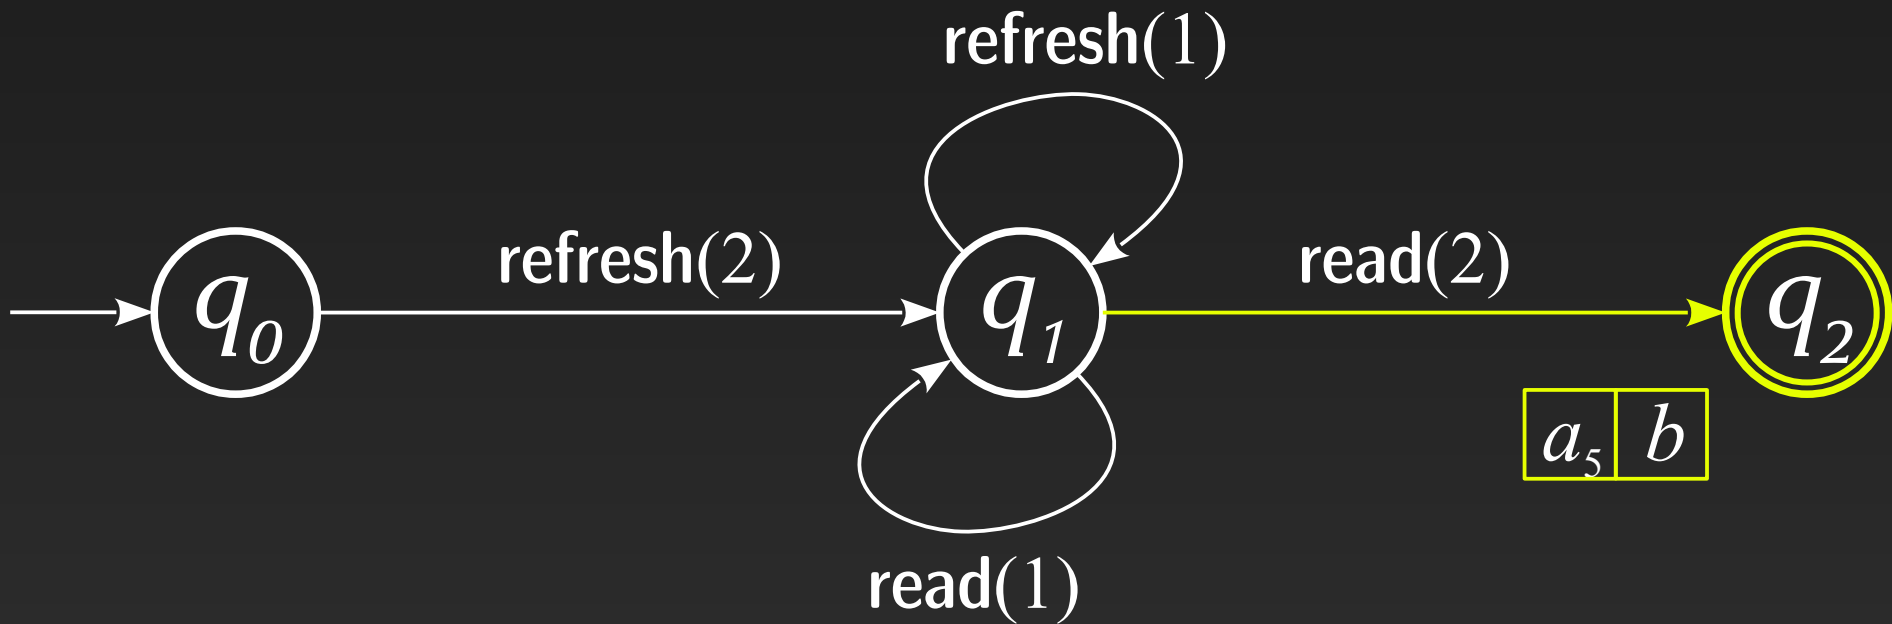 refresh(1)
q0 refresh(2) q1 read(2) q2
a5 b
read(1)